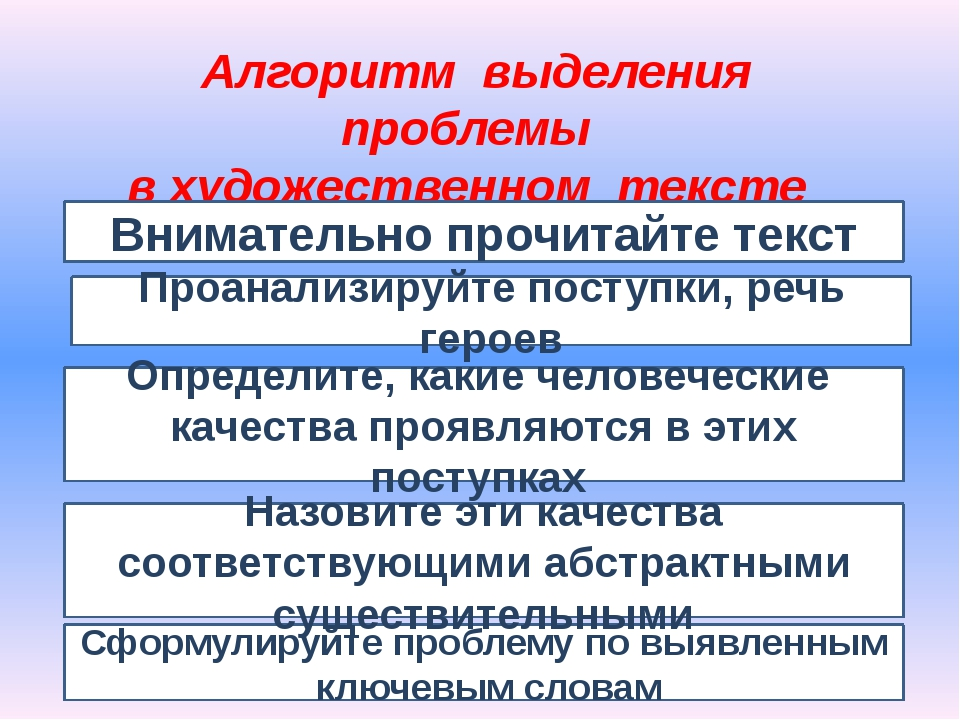 Алгоритм выделения
проблемы
в художественном тексте
Внимательно прочитайте текст
Проанализируйте поступки, речь
героев
Определите, какие человеческие
качества проявляются в этих
поступках
Назовите эти качества
соответствующими абстрактными
существительными
Сформулируйте проблему по выявленным
ключевым словам